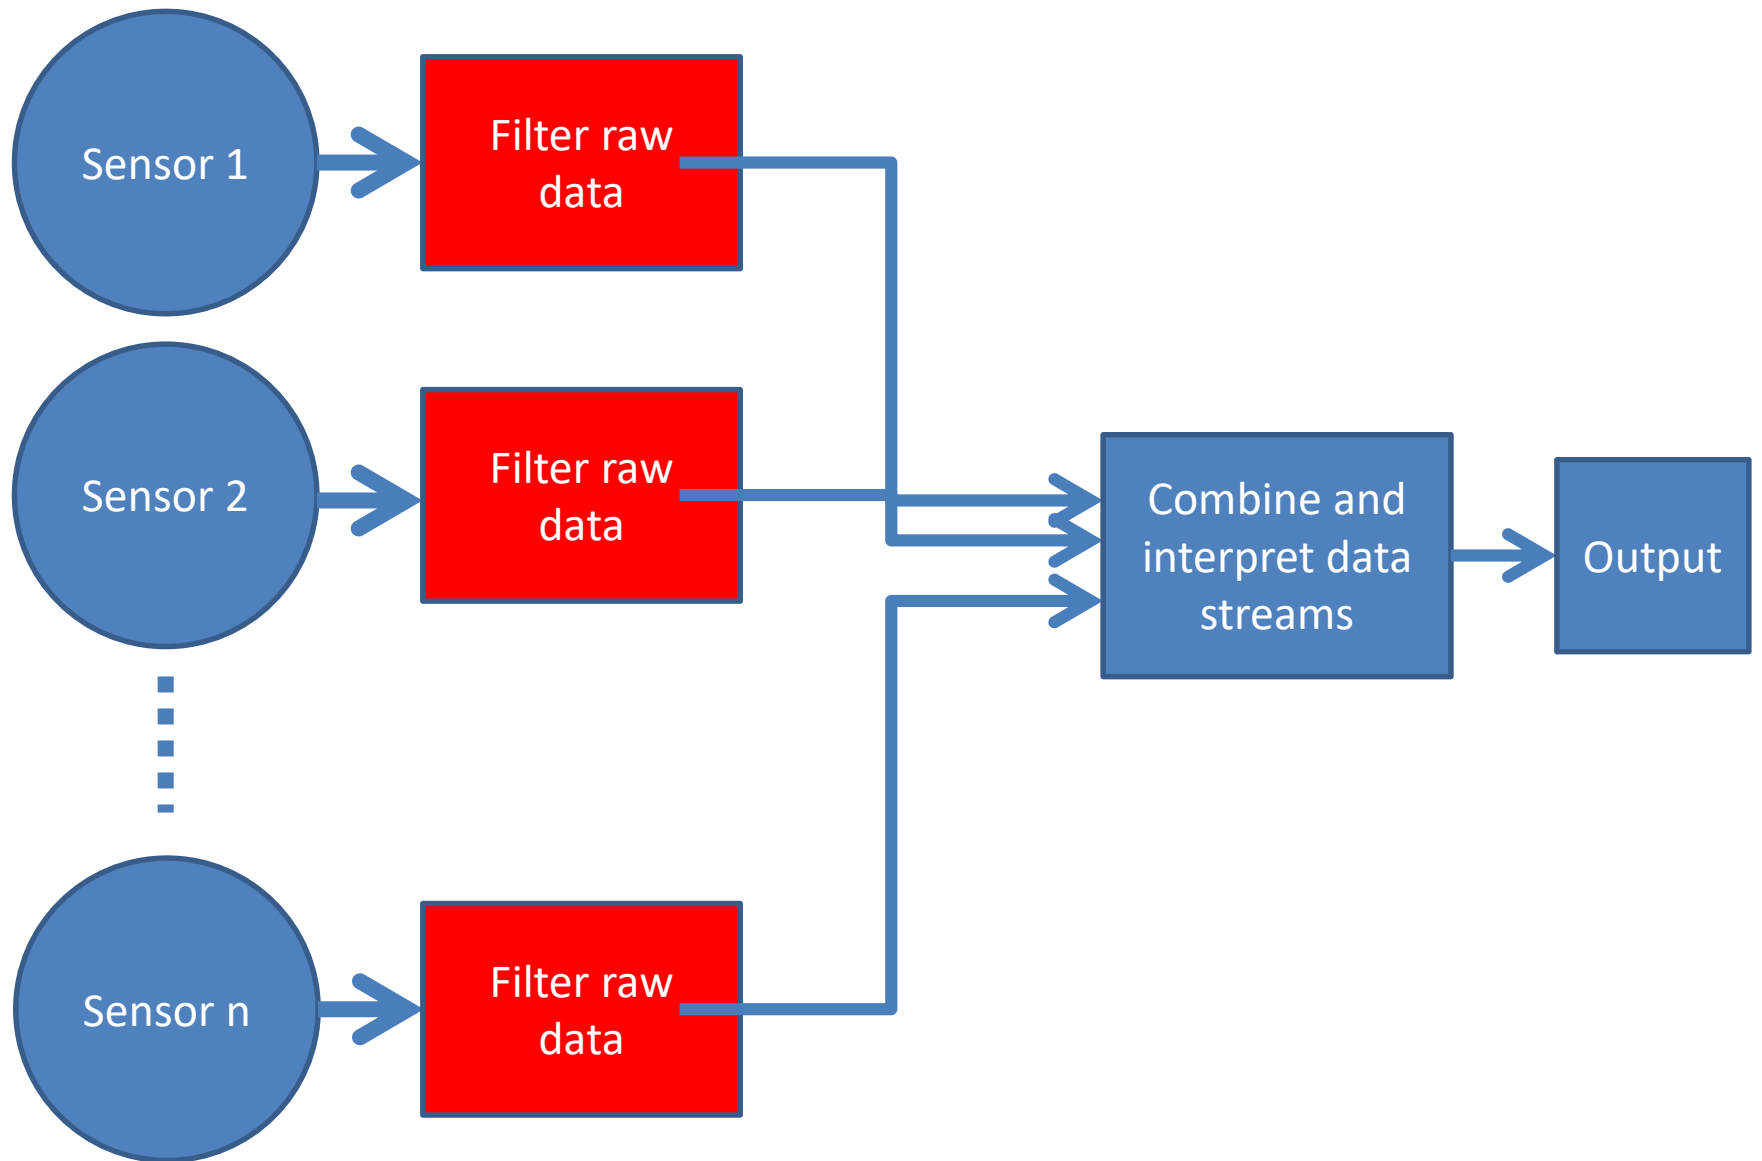 Sensor 1
Filter raw
data
Sensor 2
Filter raw
data
Combine and
interpret data
streams
Output
Sensor n
Filter raw
data